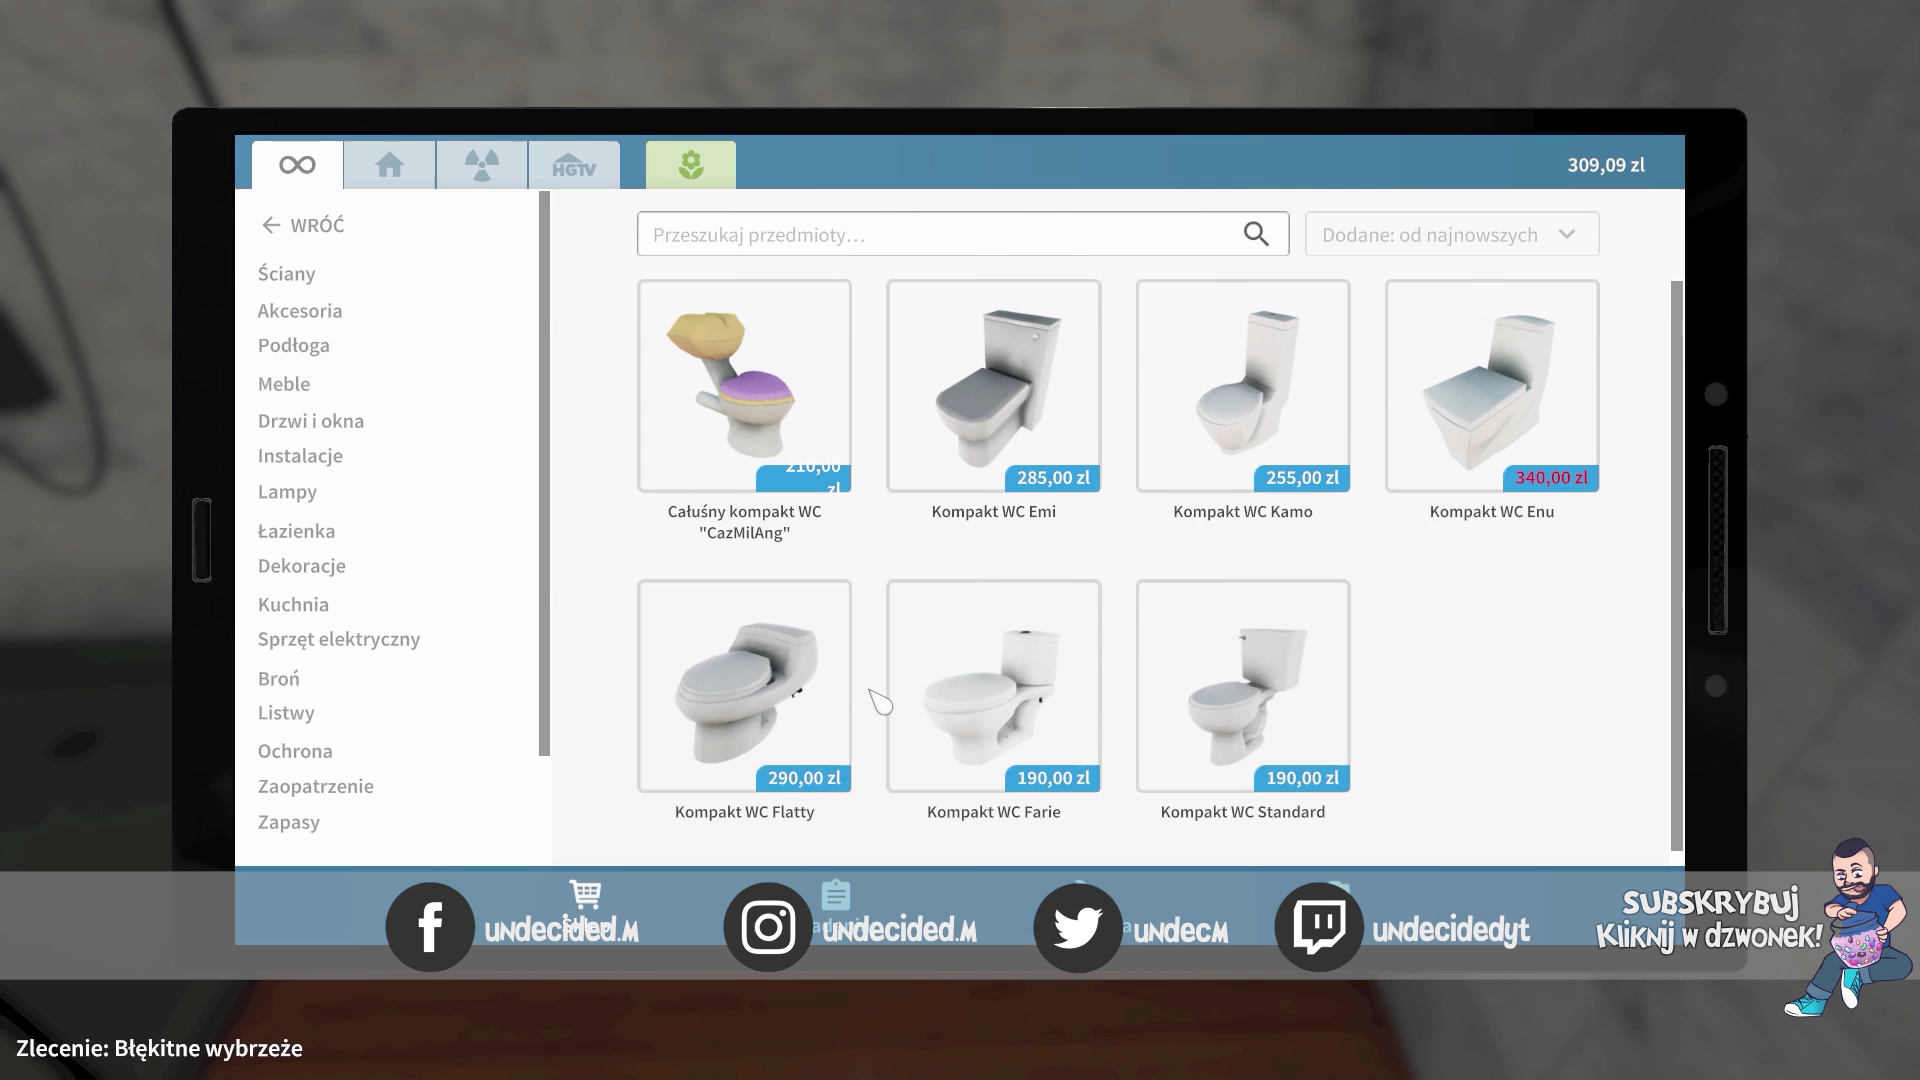 HGTV
309,09 zl
WRÓĆ
Przeszukaj przedmioty...
Dodane: od najnowszych
Ściany
Akcesoria
Podłoga
Meble
Drzwi i okna
Instalacje
Lampy
Łazienka
Dekoracje
Kuchnia
Sprzęt elektryczny
Broń
Listwy
Ochrona
Zaopatrzenie
Zapasy
210,00
zl
Całuśny kompakt WC
"CazMilAng"
285,00 zl
Kompakt WC Emi
255,00 zl
Kompakt WC Kamo
340,00 zl
Kompakt WC Enu
290,00 zl
Kompakt WC Flatty
190,00 zl
Kompakt WC Farie
190,00 zl
Kompakt WC Standard
undecided.m
undecided.m
undecm
undecidedyt
SUBSKRYBUj
Kliknij w dzwonek!
Zlecenie: Błękitne wybrzeże